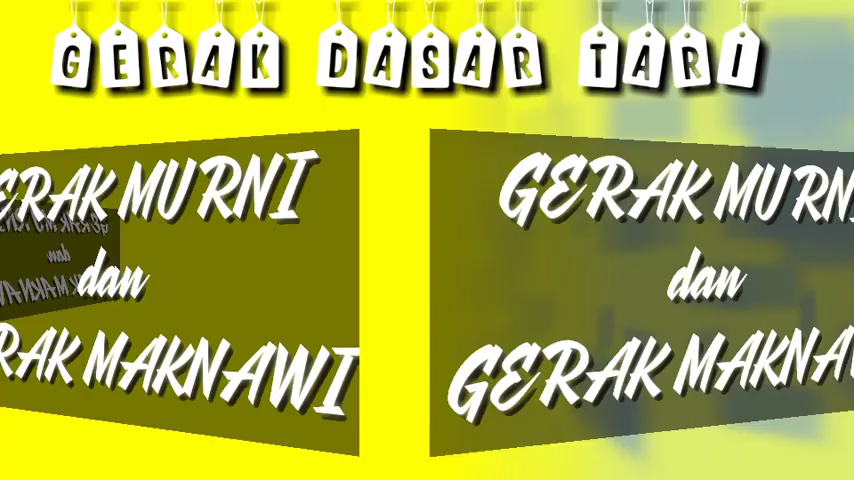 GERAK DASAR TARI
ERAK MURNI
dan
RAK MAKNAWI
GERAK MURNI
dan
GERAK MAKNAW